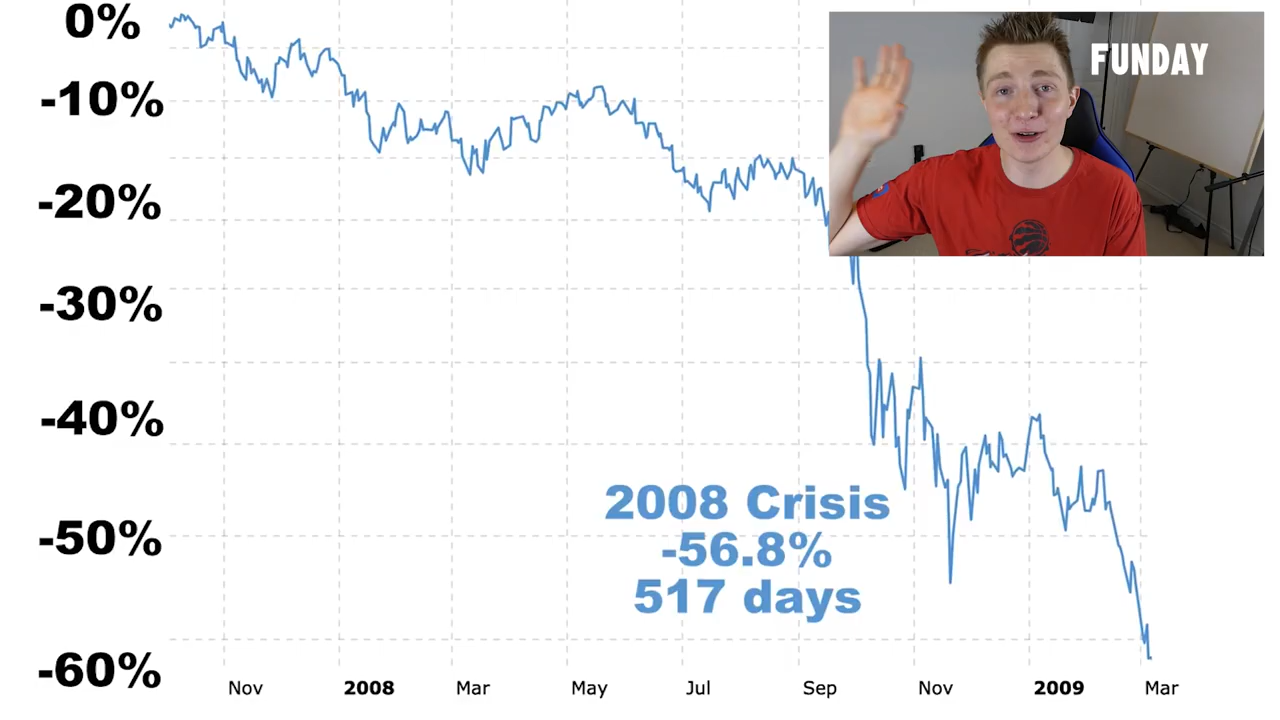 0%
FUNDAY
-10%
-20%
-30%
-40%
2008 Crisis
-56.8%
517 days
-50%
-60%
Nov 2008 Mar May Jul Sep Nov 2009 Mar